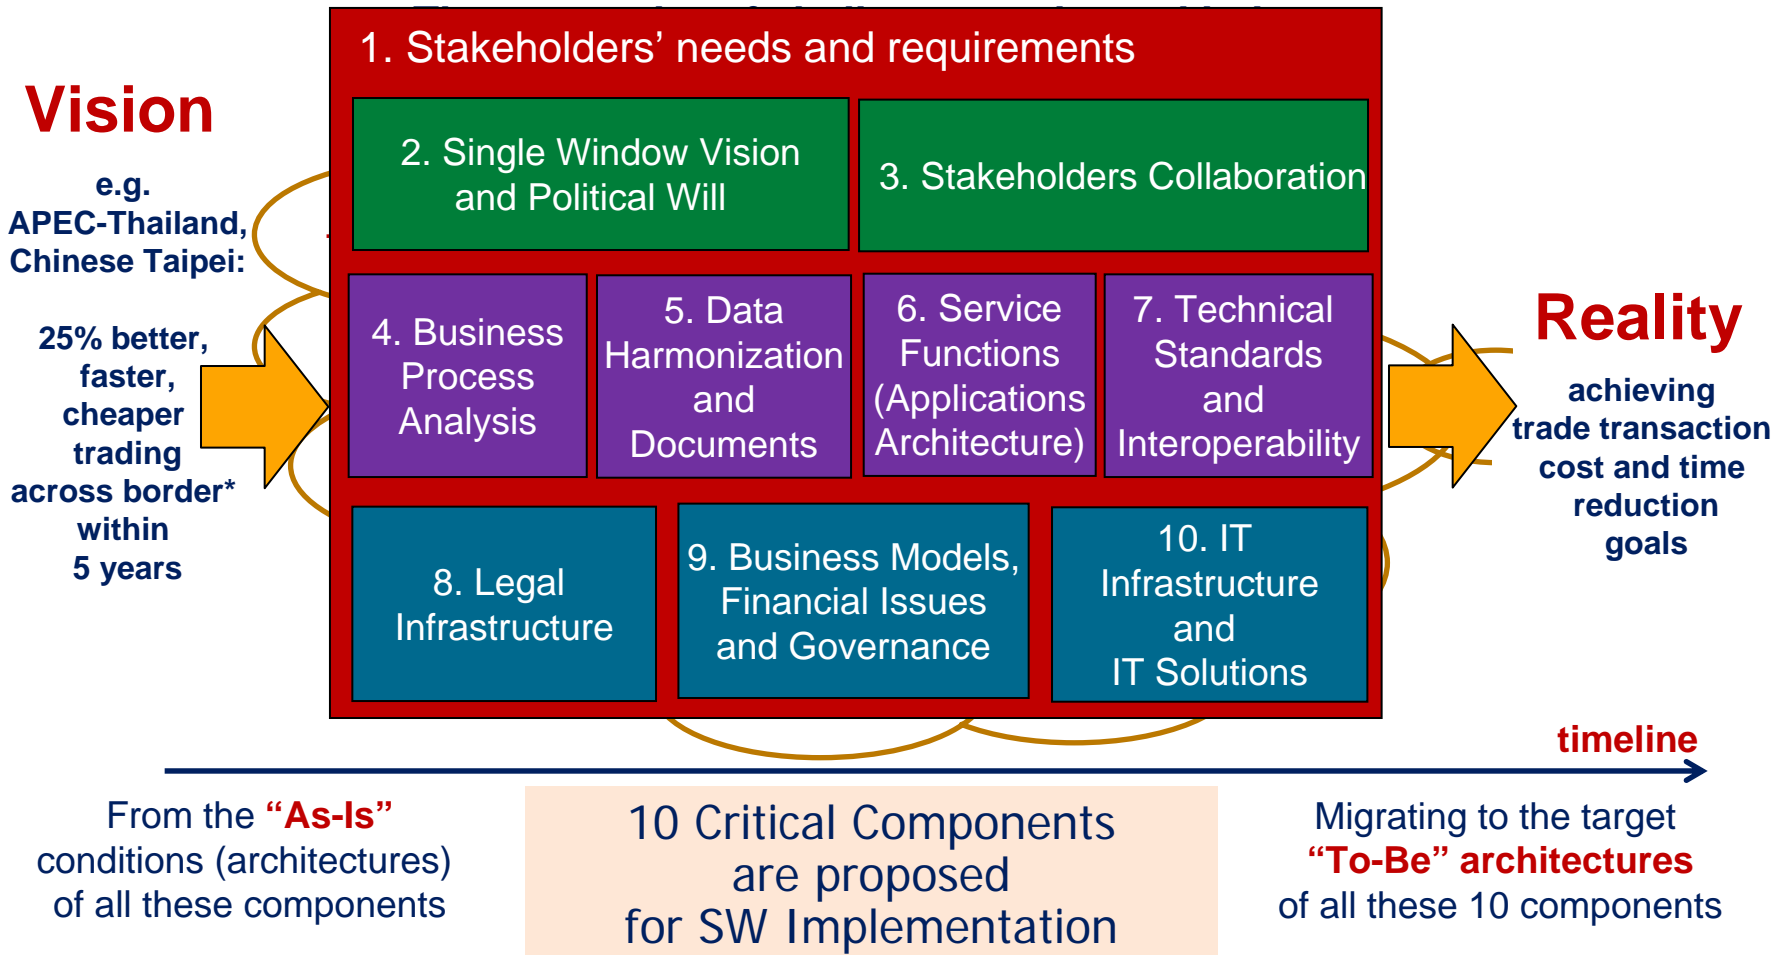 1. Stakeholders’ needs and requirements
Vision
e.g.
APEC-Thailand,
Chinese Taipei:
25% better,
faster,
cheaper
trading
across border*
within
5 years
2. Single Window Vision
and Political Will
3. Stakeholders Collaboration
4. Business
Process
Analysis
5. Data
Harmonization
and
Documents
6. Service
Functions
(Applications
Architecture)
7. Technical
Standards
and
Interoperability
8. Legal
Infrastructure
9. Business Models,
Financial Issues
and Governance
10. IT
Infrastructure
and
IT Solutions
Reality
achieving
trade transaction
cost and time
reduction
goals
timeline
From the “As-Is”
conditions (architectures)
of all these components
10 Critical Components
are proposed
for SW Implementation
Migrating to the target
“To-Be” architectures
of all these 10 components